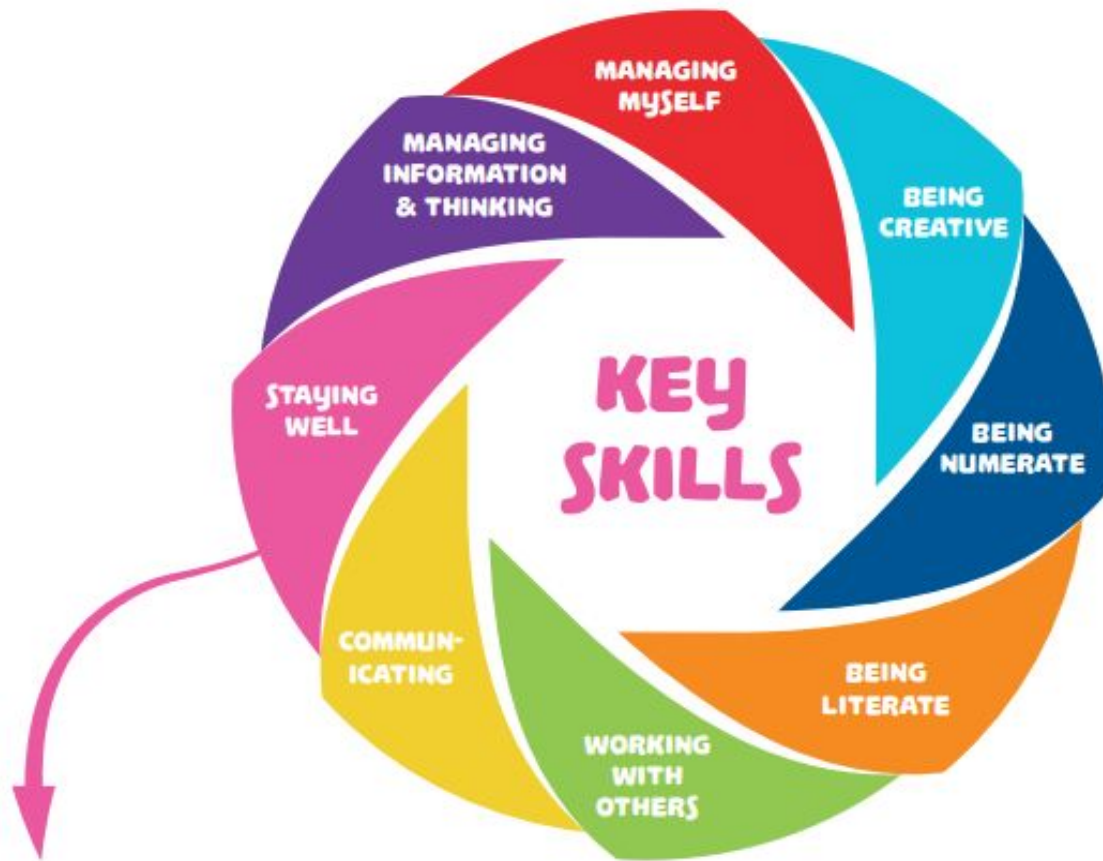 MANAGING
MYSELF
BEING
CREATIVE
BEING
NUMERATE
BEING
LITERATE
WORKING
WITH
OTHERS
COMMUN-
ICATING
STAYING
WELL
MANAGING
INFORMATION
& THINKING
KEY
SKILLS